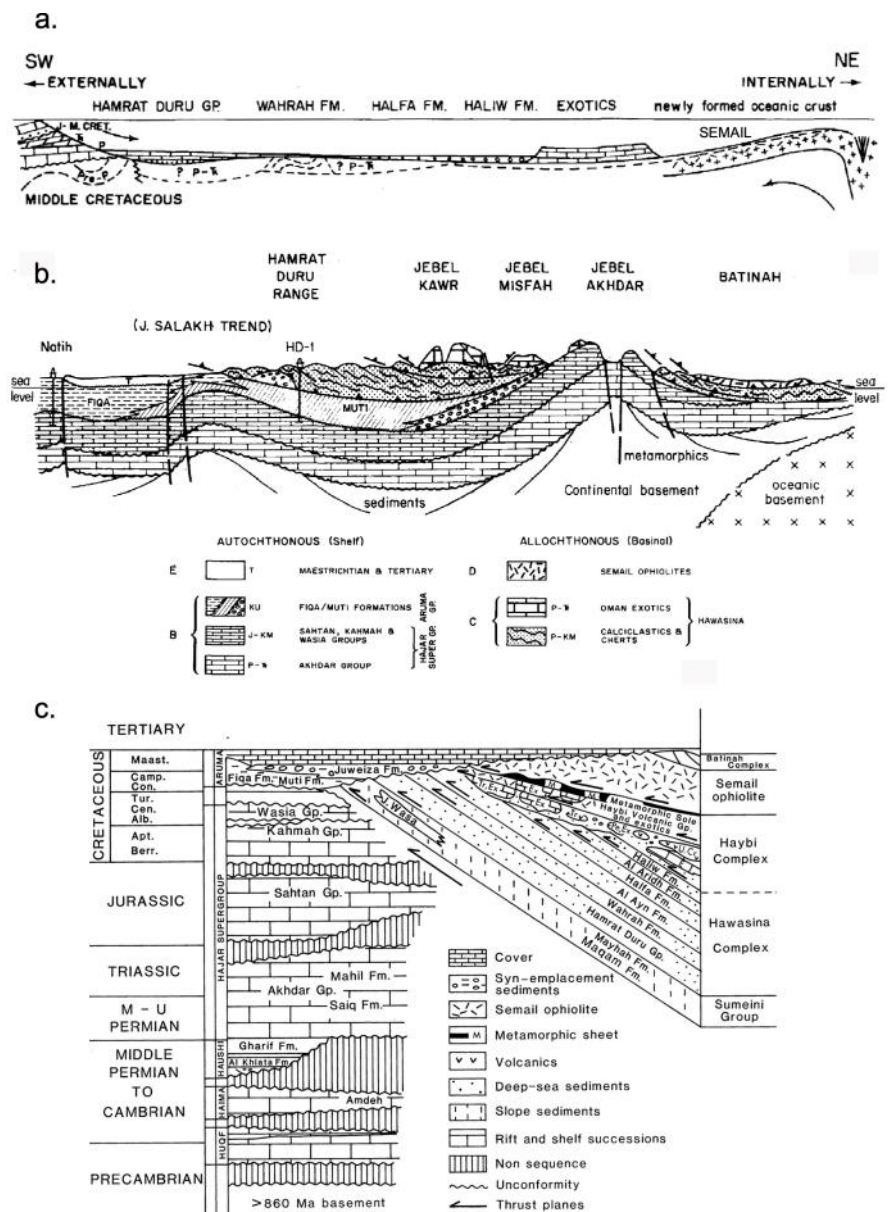 a.
SW
NE
← EXTERNALLY
INTERNALLY →
HAMRAT DURU GP. WAHRAH FM. HALFA FM. HALIW FM. EXOTICS newly formed oceanic crust
J-M. CRET.
SEMAIL
P
? P-Ꞃ
? P-Ꞃ
MIDDLE CRETACEOUS
b.
HAMRAT DURU RANGE
JEBEL KAWR
JEBEL MISFAH
JEBEL AKHDAR
BATINAH
(J. SALAKH TREND)
Natih
HD-1
sea level
T
T
sea level
FIQA
MUTI
metamorphics
sediments
Continental basement
oceanic basement
AUTOCHTHONOUS (Shelf)
ALLOCHTHONOUS (Basinal)
E T MAESTRICHTIAN & TERTIARY
D SEMAIL OPHIOLITES
B
KU FIQA/MUTI FORMATIONS
ARUMA GP.
J-KM SAHTAN, KAHMAH & WASIA GROUPS
P-Ꞃ AKHDAR GROUP
HAJAR SUPER GP.
C
P-Ꞃ OMAN EXOTICS
P-KM CALCICLASTICS & CHERTS
HAWASINA
c.
TERTIARY
CRETACEOUS
Maast.
Camp.
Con.
Tur.
Cen.
Alb.
Apt.
Berr.
JURASSIC
TRIASSIC
M - U PERMIAN
MIDDLE PERMIAN TO CAMBRIAN
PRECAMBRIAN
ARUMA
HAJAR SUPERGROUP
HAUSHI
HAIMA
HUQF
Juweiza Fm.
Fiqa Fm. Muti Fm.
Wasia Gp.
Kahmah Gp.
Sahtan Gp.
Mahil Fm.
Akhdar Gp.
Saiq Fm.
Gharif Fm.
Al Khlata Fm.
Amdeh
>860 Ma basement
J. Wasa
Tr. Ex.
Ex.
M
M
M
Metamorphic Sole
Haybi Volcanic Gp. and exotics
Haliw Fm.
Al Aridh Fm.
Halfa Fm.
Al Ayn Fm.
Wahrah Fm.
Hamrat Duru Gp.
Mayhah Fm.
Maqam Fm.
Batinah Complex
Semail ophiolite
Haybi Complex
Hawasina Complex
Sumeini Group
Cover
Syn-emplacement sediments
Semail ophiolite
M Metamorphic sheet
Volcanics
Deep-sea sediments
Slope sediments
Rift and shelf successions
Non sequence
Unconformity
Thrust planes